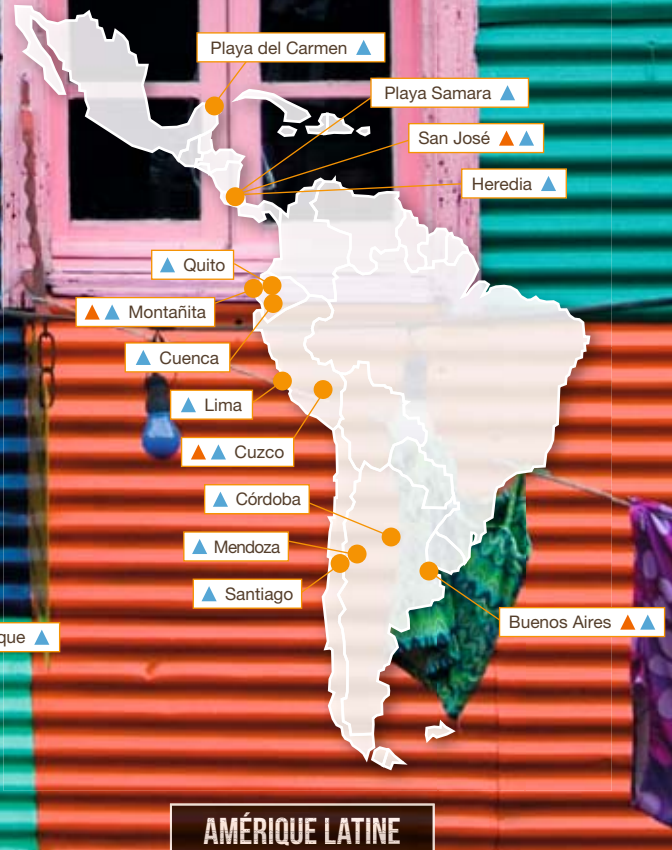 Playa del Carmen
Playa Samara
San José
Heredia
Quito
Montañita
Cuenca
Lima
Cuzco
Córdoba
Mendoza
Santiago
Buenos Aires
que
AMÉRIQUE LATINE